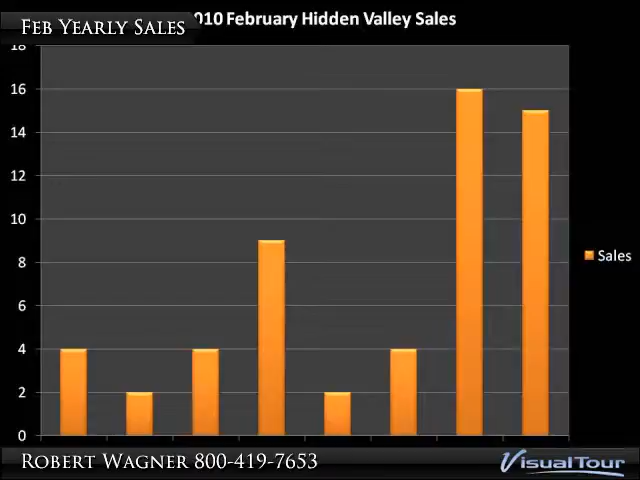 Feb Yearly Sales
010 February Hidden Valley Sales
18
16
14
12
10
8
6
4
2
0
Sales
Robert Wagner 800-419-7653
VisualTour